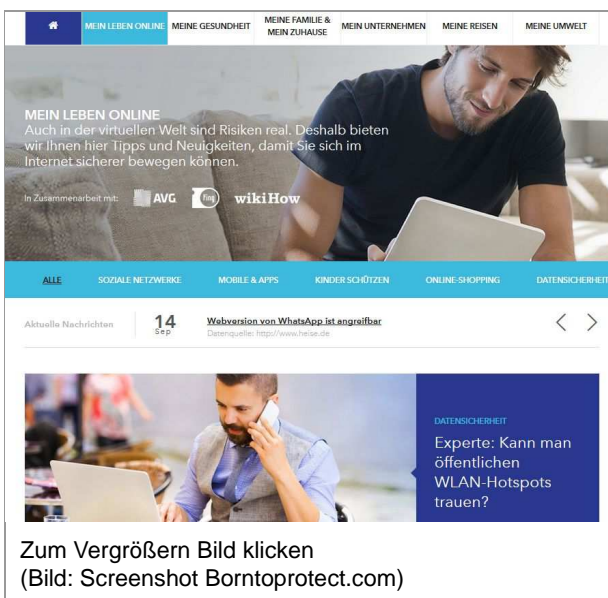 MEIN LEBEN ONLINE
MEINE GESUNDHEIT
MEINE FAMILIE &
MEIN ZUHAUSE
MEIN UNTERNEHMEN
MEINE REISEN
MEINE UMWELT
MEIN LEBEN ONLINE
Auch in der virtuellen Welt sind Risiken real. Deshalb bieten
wir Ihnen hier Tipps und Neuigkeiten, damit Sie sich im
Internet sicherer bewegen können.
In Zusammenarbeit mit: AVG fing wikiHow
ALLE
SOZIALE NETZWERKE
MOBILE & APPS
KINDER SCHÜTZEN
ONLINE-SHOPPING
DATENSICHERHEIT
Aktuelle Nachrichten
14
Sep
Webversion von WhatsApp ist angreifbar
Datenquelle: http://www.heise.de
DATENSICHERHEIT
Experte: Kann man
öffentlichen
WLAN-Hotspots
trauen?
Zum Vergrößern Bild klicken
(Bild: Screenshot Borntoprotect.com)